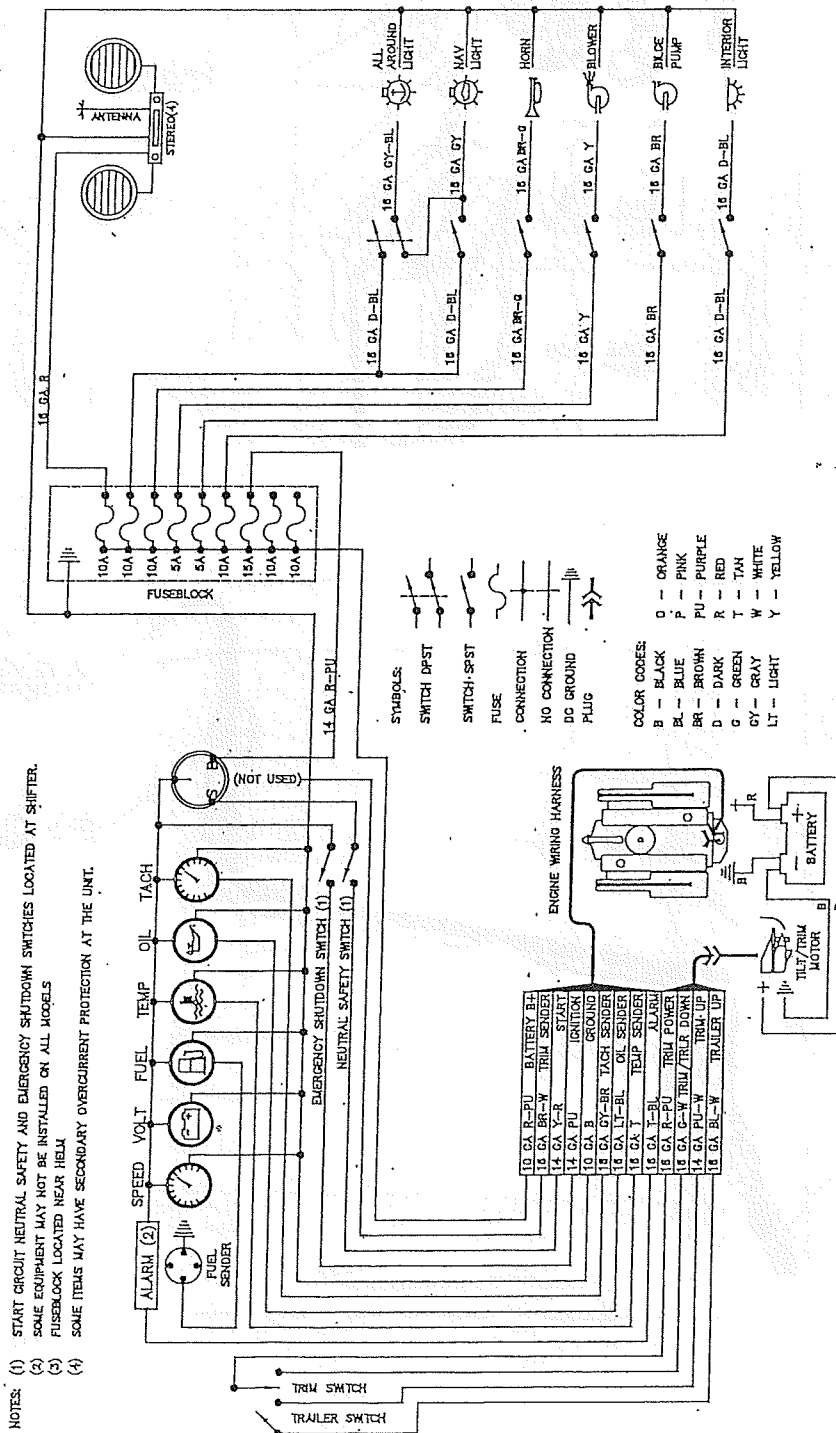 NOTES: (1) START CIRCUIT NEUTRAL SAFETY AND EMERGENCY SHUTDOWN SWITCHES LOCATED AT SHIFTER.
(2) SOME EQUIPMENT MAY NOT BE INSTALLED ON ALL MODELS
(3) FUSEBLOCK LOCATED NEAR HELM
(4) SOME ITEMS MAY HAVE SECONDARY OVERCURRENT PROTECTION AT THE UNIT.
ALARM (2)
SPEED
VOLT
FUEL
TEMP
OIL
TACH
FUEL
SENDER
S
B
(NOT USED)
EMERGENCY SHUTDOWN SWITCH (1)
NEUTRAL SAFETY SWITCH (1)
TRIM SWITCH
TRAILER SWITCH
14 GA R-PU
16 GA R
FUSEBLOCK
10A
10A
10A
5A
5A
10A
15A
10A
10A
ANTENNA
STEREO(4)
16 GA D-BL
16 GA GY-BL
ALL
AROUND
LIGHT
16 GA D-BL
16 GA GY
NAV
LIGHT
16 GA BR-O
16 GA BR-O
HORN
16 GA Y
16 GA Y
BLOWER
16 GA BR
16 GA BR
BILGE
PUMP
16 GA D-BL
16 GA D-BL
INTERIOR
LIGHT
10 GA R-PU BATTERY B+
16 GA BR-W TRIM SENDER
14 GA Y-R START
14 GA PU IGNITION
10 GA B GROUND
16 GA GY-BR TACH SENDER
16 GA LT-BL OIL SENDER
16 GA T TEMP SENDER
16 GA T-BL ALARM
16 GA R-PU TRIM POWER
16 GA G-W TRIM/TRLR DOWN
14 GA PU-W TRIM UP
16 GA BL-W TRAILER UP
ENGINE WIRING HARNESS
TILT/TRIM
MOTOR
+
B
B
R
- +
BATTERY
SYMBOLS:
SWITCH DPST
SWITCH SPST
FUSE
CONNECTION
NO CONNECTION
DC GROUND
PLUG
COLOR CODES:
B -- BLACK O -- ORANGE
BL -- BLUE P -- PINK
BR -- BROWN PU -- PURPLE
D -- DARK R -- RED
G -- GREEN T -- TAN
GY -- GRAY W -- WHITE
LT -- LIGHT Y -- YELLOW